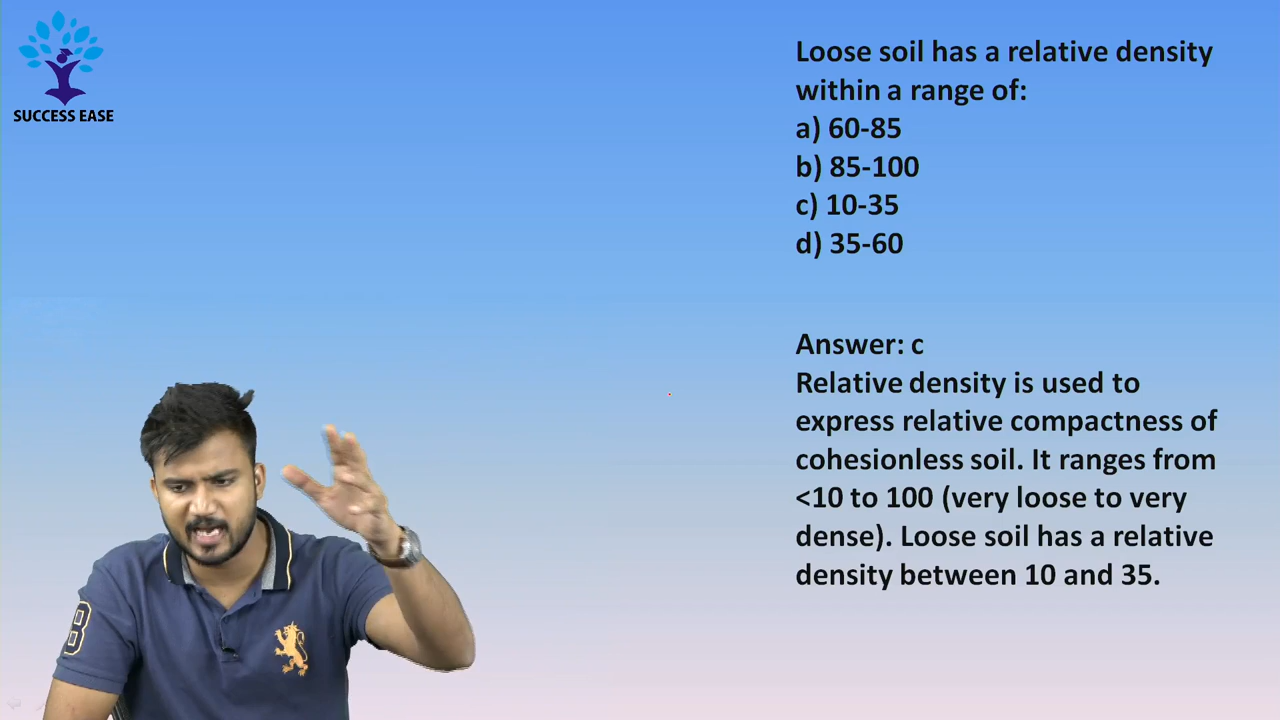 SUCCESS EASE
Loose soil has a relative density
within a range of:
a) 60-85
b) 85-100
c) 10-35
d) 35-60
Answer: c
Relative density is used to
express relative compactness of
cohesionless soil. It ranges from
<10 to 100 (very loose to very
dense). Loose soil has a relative
density between 10 and 35.
8